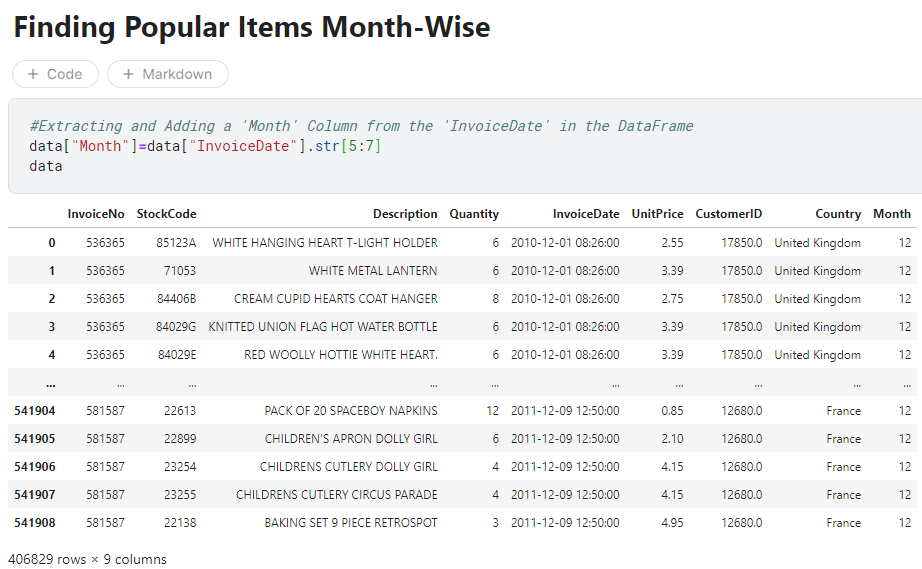 Finding Popular Items Month-Wise
+ Code + Markdown
#Extracting and Adding a 'Month' Column from the 'InvoiceDate' in the DataFrame
data["Month"]=data["InvoiceDate"].str[5:7]
data
InvoiceNo StockCode Description Quantity InvoiceDate UnitPrice CustomerID Country Month
0 536365 85123A WHITE HANGING HEART T-LIGHT HOLDER 6 2010-12-01 08:26:00 2.55 17850.0 United Kingdom 12
1 536365 71053 WHITE METAL LANTERN 6 2010-12-01 08:26:00 3.39 17850.0 United Kingdom 12
2 536365 84406B CREAM CUPID HEARTS COAT HANGER 8 2010-12-01 08:26:00 2.75 17850.0 United Kingdom 12
3 536365 84029G KNITTED UNION FLAG HOT WATER BOTTLE 6 2010-12-01 08:26:00 3.39 17850.0 United Kingdom 12
4 536365 84029E RED WOOLLY HOTTIE WHITE HEART. 6 2010-12-01 08:26:00 3.39 17850.0 United Kingdom 12
... ... ... ... ... ... ... ... ... ...
541904 581587 22613 PACK OF 20 SPACEBOY NAPKINS 12 2011-12-09 12:50:00 0.85 12680.0 France 12
541905 581587 22899 CHILDREN'S APRON DOLLY GIRL 6 2011-12-09 12:50:00 2.10 12680.0 France 12
541906 581587 23254 CHILDRENS CUTLERY DOLLY GIRL 4 2011-12-09 12:50:00 4.15 12680.0 France 12
541907 581587 23255 CHILDRENS CUTLERY CIRCUS PARADE 4 2011-12-09 12:50:00 4.15 12680.0 France 12
541908 581587 22138 BAKING SET 9 PIECE RETROSPOT 3 2011-12-09 12:50:00 4.95 12680.0 France 12
406829 rows × 9 columns